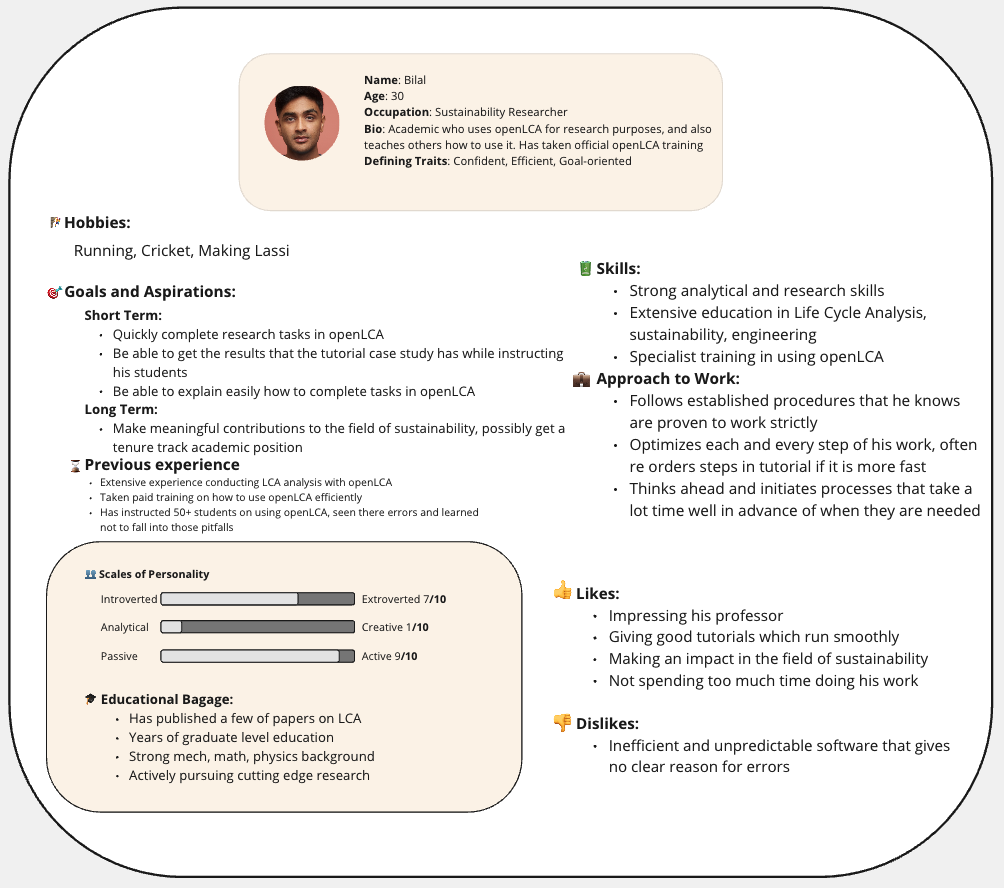 Name: Bilal
Age: 30
Occupation: Sustainability Researcher
Bio: Academic who uses openLCA for research purposes, and also
teaches others how to use it. Has taken official openLCA training
Defining Traits: Confident, Efficient, Goal-oriented
Hobbies:
Running, Cricket, Making Lassi
Goals and Aspirations:
Short Term:
• Quickly complete research tasks in openLCA
• Be able to get the results that the tutorial case study has while instructing
his students
• Be able to explain easily how to complete tasks in openLCA
Long Term:
• Make meaningful contributions to the field of sustainability, possibly get a
tenure track academic position
Previous experience
• Extensive experience conducting LCA analysis with openLCA
• Taken paid training on how to use openLCA efficiently
• Has instructed 50+ students on using openLCA, seen there errors and learned
not to fall into those pitfalls
Scales of Personality
Introverted Extroverted 7/10
Analytical Creative 1/10
Passive Active 9/10
Educational Bagage:
• Has published a few of papers on LCA
• Years of graduate level education
• Strong mech, math, physics background
• Actively pursuing cutting edge research
Skills:
• Strong analytical and research skills
• Extensive education in Life Cycle Analysis,
sustainability, engineering
• Specialist training in using openLCA
Approach to Work:
• Follows established procedures that he knows
are proven to work strictly
• Optimizes each and every step of his work, often
re orders steps in tutorial if it is more fast
• Thinks ahead and initiates processes that take a
lot time well in advance of when they are needed
Likes:
• Impressing his professor
• Giving good tutorials which run smoothly
• Making an impact in the field of sustainability
• Not spending too much time doing his work
Dislikes:
• Inefficient and unpredictable software that gives
no clear reason for errors